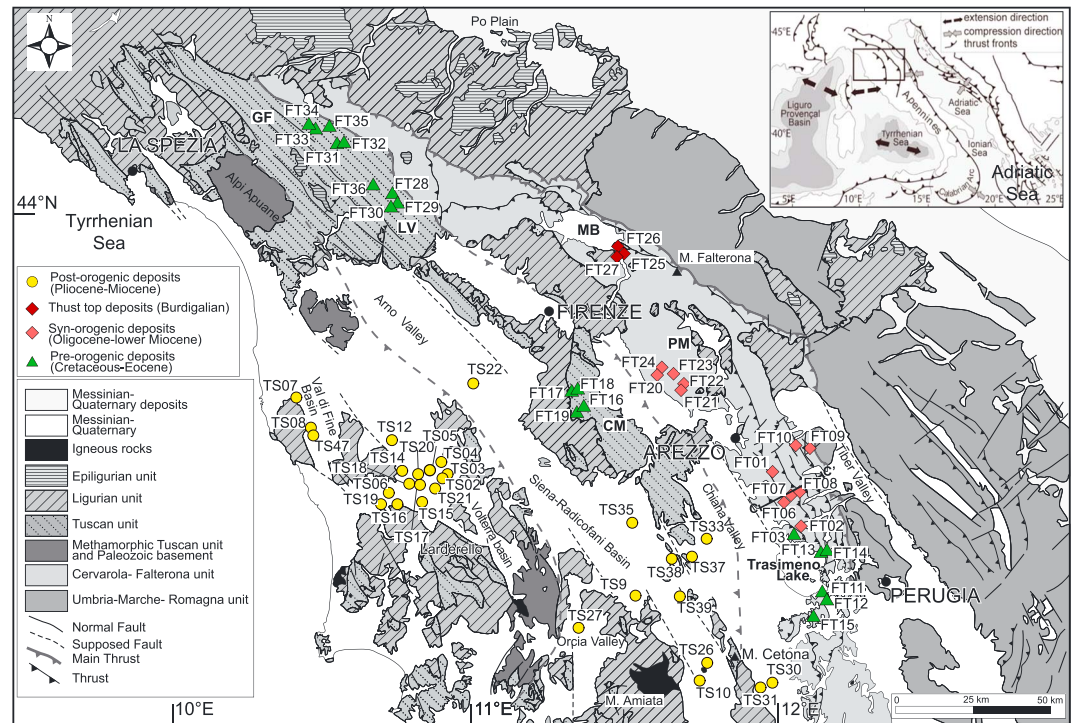 N
Po Plain
45°E
extension direction
compression direction
thrust fronts
Liguro
Provençal
Basin
Apennines
Adriatic
Sea
40°E
Tyrrhenian
Sea
Ionian
Sea
Calabrian Arc
5°E
10°E
15°E
20°E
Adriatic
Sea
LA SPEZIA
Alpi Apuane
GF
FT34
FT35
FT33
FT32
FT31
FT36
FT28
FT30
FT29
LV
44°N
Tyrrhenian
Sea
MB
FT26
FT25
FT27
M. Falterona
Post-orogenic deposits
(Pliocene-Miocene)
Thust top deposits (Burdigalian)
Syn-orogenic deposits
(Oligocene-lower Miocene)
Pre-orogenic deposits
(Cretaceous-Eocene)
Arno Valley
FIRENZE
PM
FT24
FT23
FT20
FT22
FT21
TS22
FT17
FT18
FT16
FT19
CM
AREZZO
TS07
TS08
TS47
Val di Fine
Basin
TS12
TS05
TS20
TS04
TS14
TS03
TS18
TS02
TS06
TS21
TS19
TS16
TS15
TS17
Volterra basin
Larderello
Siena-Radicofani Basin
Chiana Valley
Tiber Valley
FT10
FT09
FT01
FT07
FT08
FT06
FT02
FT03
FT13
FT14
Trasimeno
Lake
FT11
FT12
FT15
PERUGIA
TS35
TS33
TS38
TS37
TS9
TS39
TS27
Orcia Valley
TS26
TS10
M. Cetona
TS30
TS31
M. Amiata
Messinian-
Quaternary deposits
Messinian-
Quaternary
Igneous rocks
Epiligurian unit
Ligurian unit
Tuscan unit
Methamorphic Tuscan unit
and Paleozoic basement
Cervarola- Falterona unit
Umbria-Marche- Romagna unit
Normal Fault
Supposed Fault
Main Thrust
Thrust
10°E
11°E
12°E
0
25 km
50 km